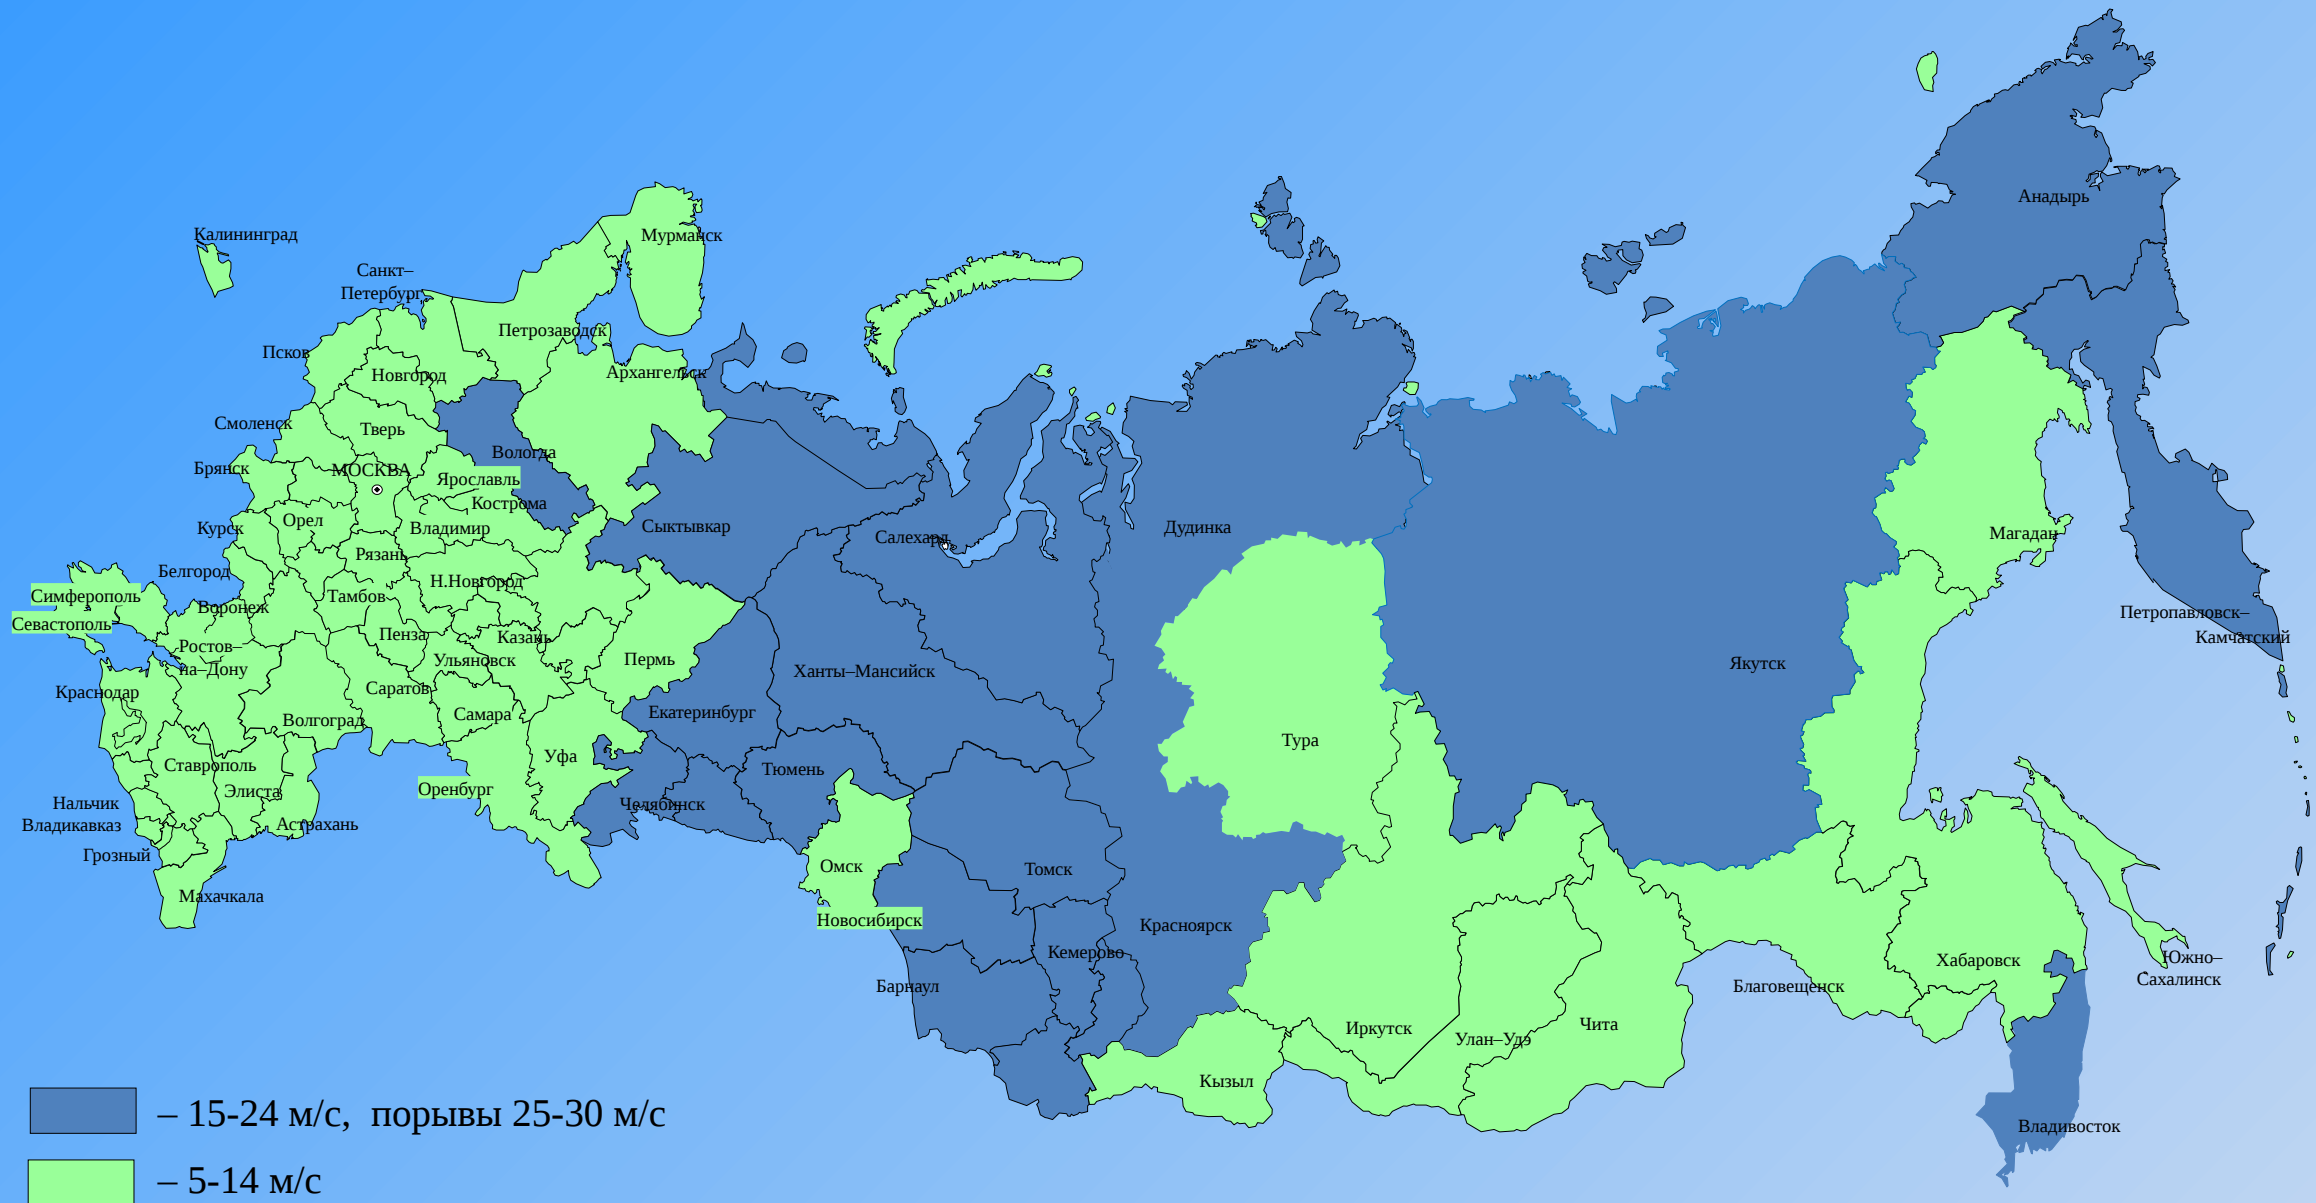 Анадырь
Калининград
Мурманск
Санкт–
Петербург
Петрозаводск
Псков
Архангельск
Новгород
Смоленск
Тверь
Вологда
Брянск
МОСКВА
Ярославль
Кострома
Орел
Курск
Владимир
Сыктывкар
Салехард
Дудинка
Магадан
Рязань
Белгород
Н.Новгород
Симферополь
Тамбов
Воронеж
Севастополь
Петропавловск–
Камчатский
Пенза
Казань
Ростов–
на–Дону
Ульяновск
Пермь
Ханты–Мансийск
Якутск
Краснодар
Саратов
Самара
Волгоград
Екатеринбург
Тура
Уфа
Ставрополь
Тюмень
Элиста
Оренбург
Нальчик
Челябинск
Владикавказ
Астрахань
Грозный
Омск
Томск
Махачкала
Новосибирск
Красноярск
Кемерово
Хабаровск
Южно–
Сахалинск
Барнаул
Благовещенск
Иркутск
Улан–Удэ
Чита
Кызыл
Владивосток
– 15-24 м/с, порывы 25-30 м/с
– 5-14 м/с